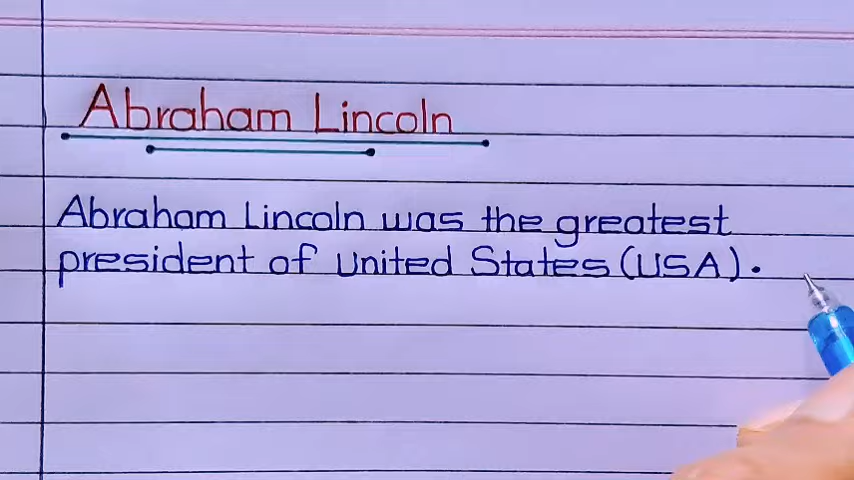 Abraham Lincoln
Abraham Lincoln was the greatest
president of United States (USA).